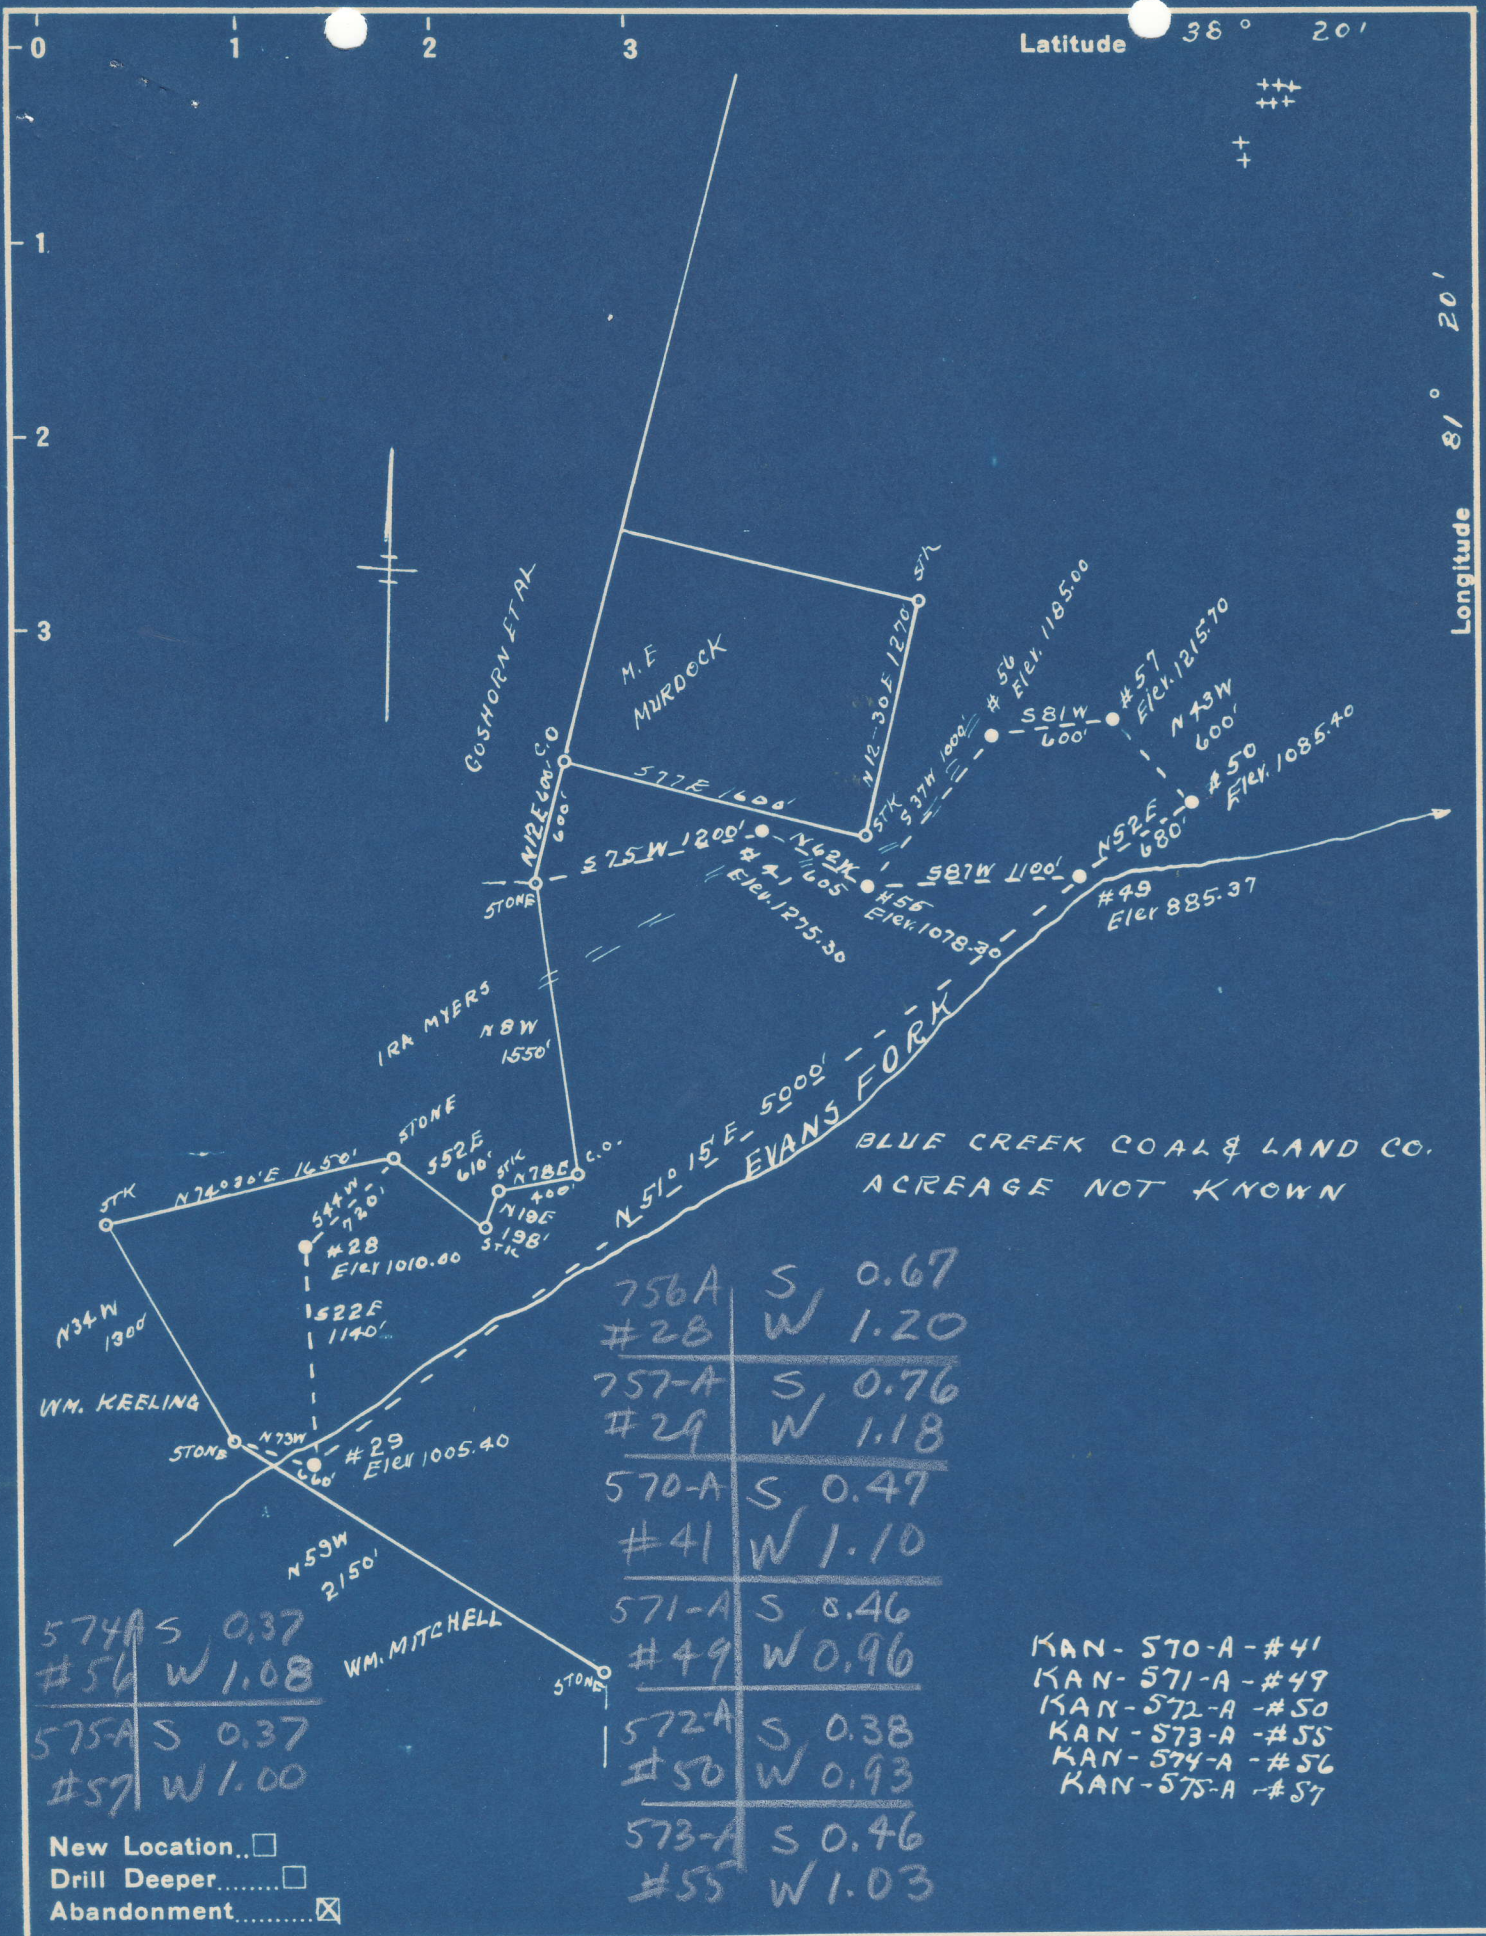 0 1 2 3
Latitude 38° 20'
1
2
3
Longitude 81° 20'
GOSHORN ET AL
M.E
MURDOCK
STK
N 12-30 E 1270
C.O
N12E 600'
600'
S77E 1600'
STK
S 37W 1000'
#56
Elev. 1185.00
S81W
600'
#57
Elev. 1215.70
N 43W
600'
#50
Elev. 1085.40
N52E
680'
STONE
S75W 1200'
#41
Elev. 1275.30
N62W
605
#55
Elev. 1078.30
S87W 1100'
#49
Elev 885.37
IRA MYERS
N8W
1550'
N51° 15 E 5000'
EVANS FORK
BLUE CREEK COAL & LAND CO.
ACREAGE NOT KNOWN
STONE
STK
N74°30'E 1650'
S52E
610'
STK
N78E
400'
C.O.
N19E
198'
STK
S44W
720'
#28
Elev 1010.00
S22E
1140'
N34W
1300'
WM. KEELING
STONE
N73W
660'
#29
Elev 1005.40
N59W
2150'
WM. MITCHELL
STONE
756A S 0.67
#28 W 1.20
757-A S 0.76
#29 W 1.18
570-A S 0.47
#41 W 1.10
571-A S 0.46
#49 W 0.96
572-A S 0.38
#50 W 0.93
573-A S 0.46
#55 W 1.03
574A S 0.37
#56 W 1.08
575-A S 0.37
#57 W 1.00
KAN- 570-A-#41
KAN- 571-A-#49
KAN-572-A-#50
KAN-573-A-#55
KAN-574-A-#56
KAN-575-A-#57
New Location..☐
Drill Deeper........☐
Abandonment..........☒